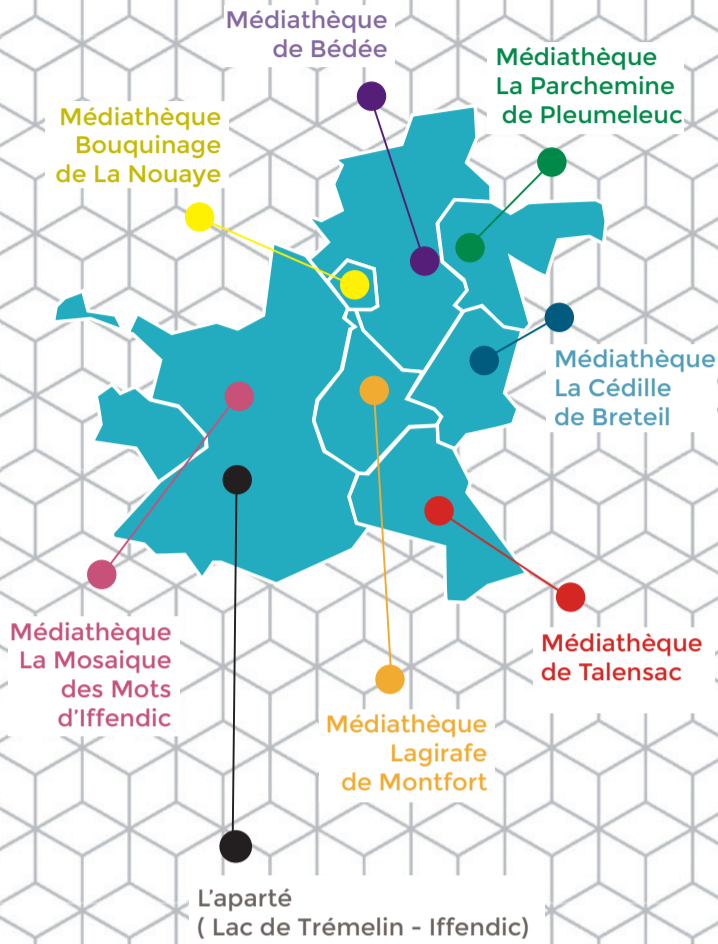 Médiathèque
de Bédée
Médiathèque
La Parchemine
de Pleumeleuc
Médiathèque
Bouquinage
de La Nouaye
Médiathèque
La Cédille
de Breteil
Médiathèque
La Mosaique
des Mots
d'Iffendic
Médiathèque
de Talensac
Médiathèque
Lagirafe
de Montfort
L'aparté
( Lac de Trémelin - Iffendic)